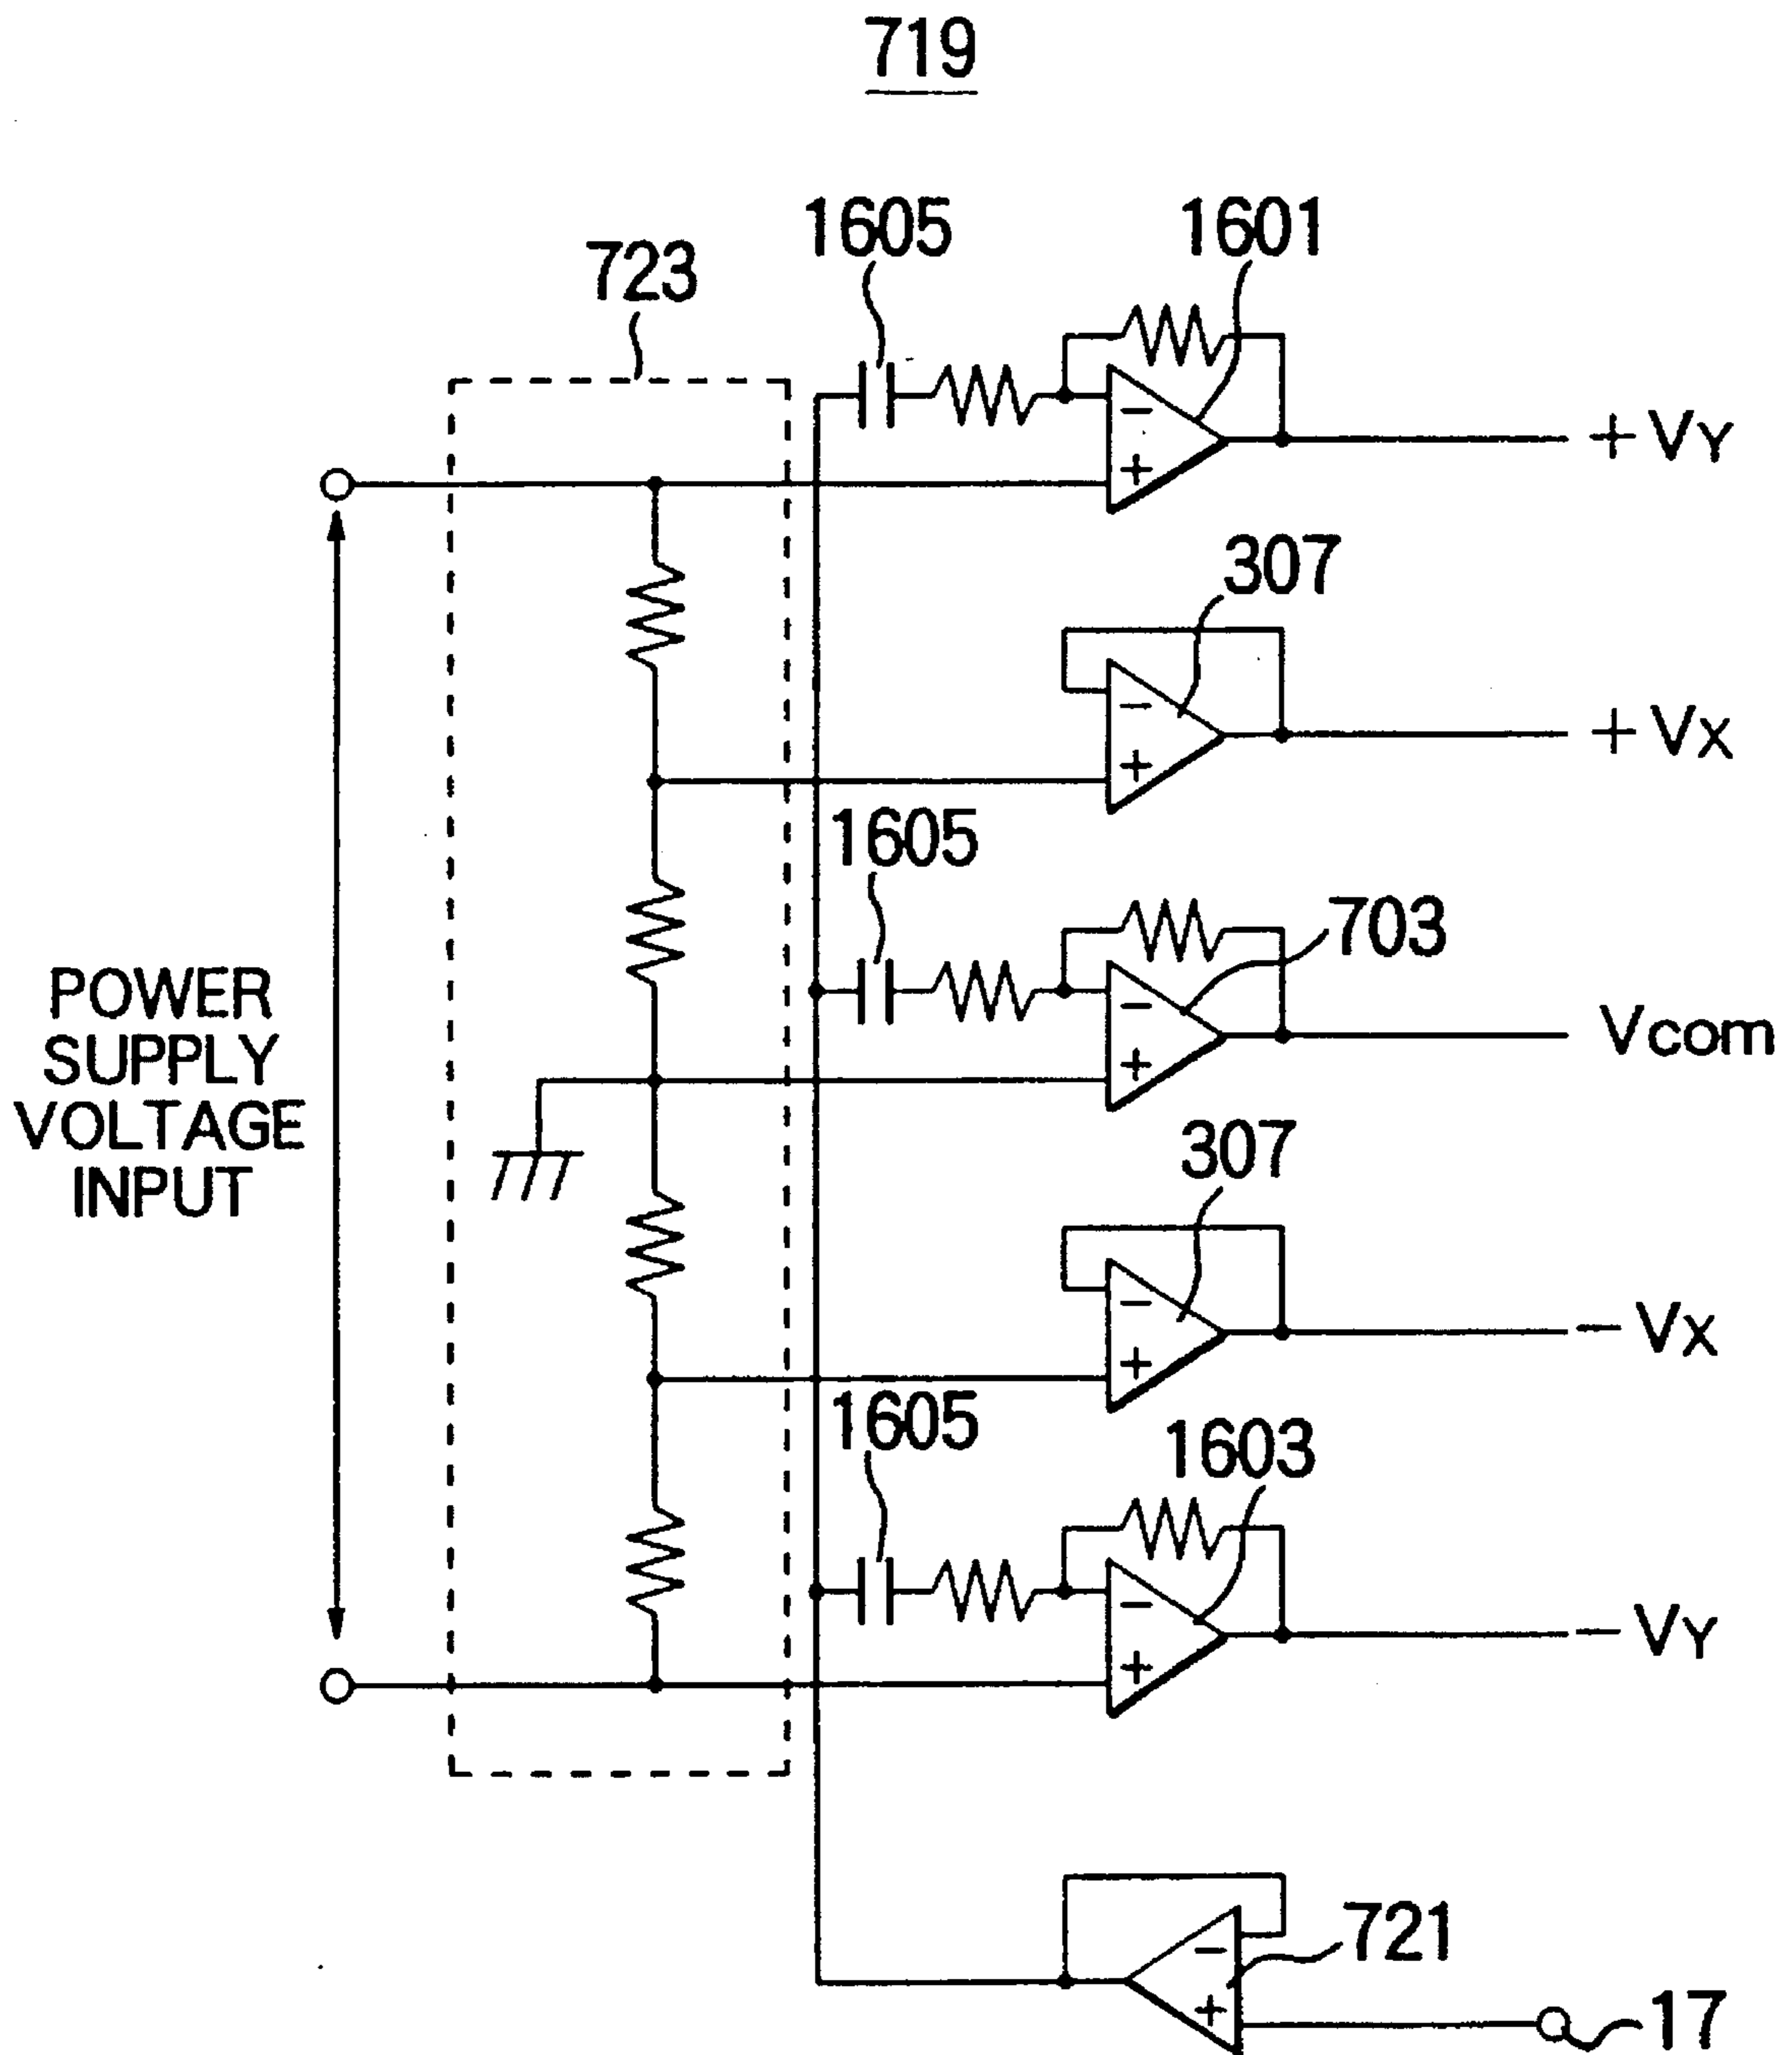 719
1605
1601
723
+ VY
307
+ VX
1605
703
POWER
SUPPLY
VOLTAGE
INPUT
Vcom
307
- VX
1605
1603
- VY
721
17